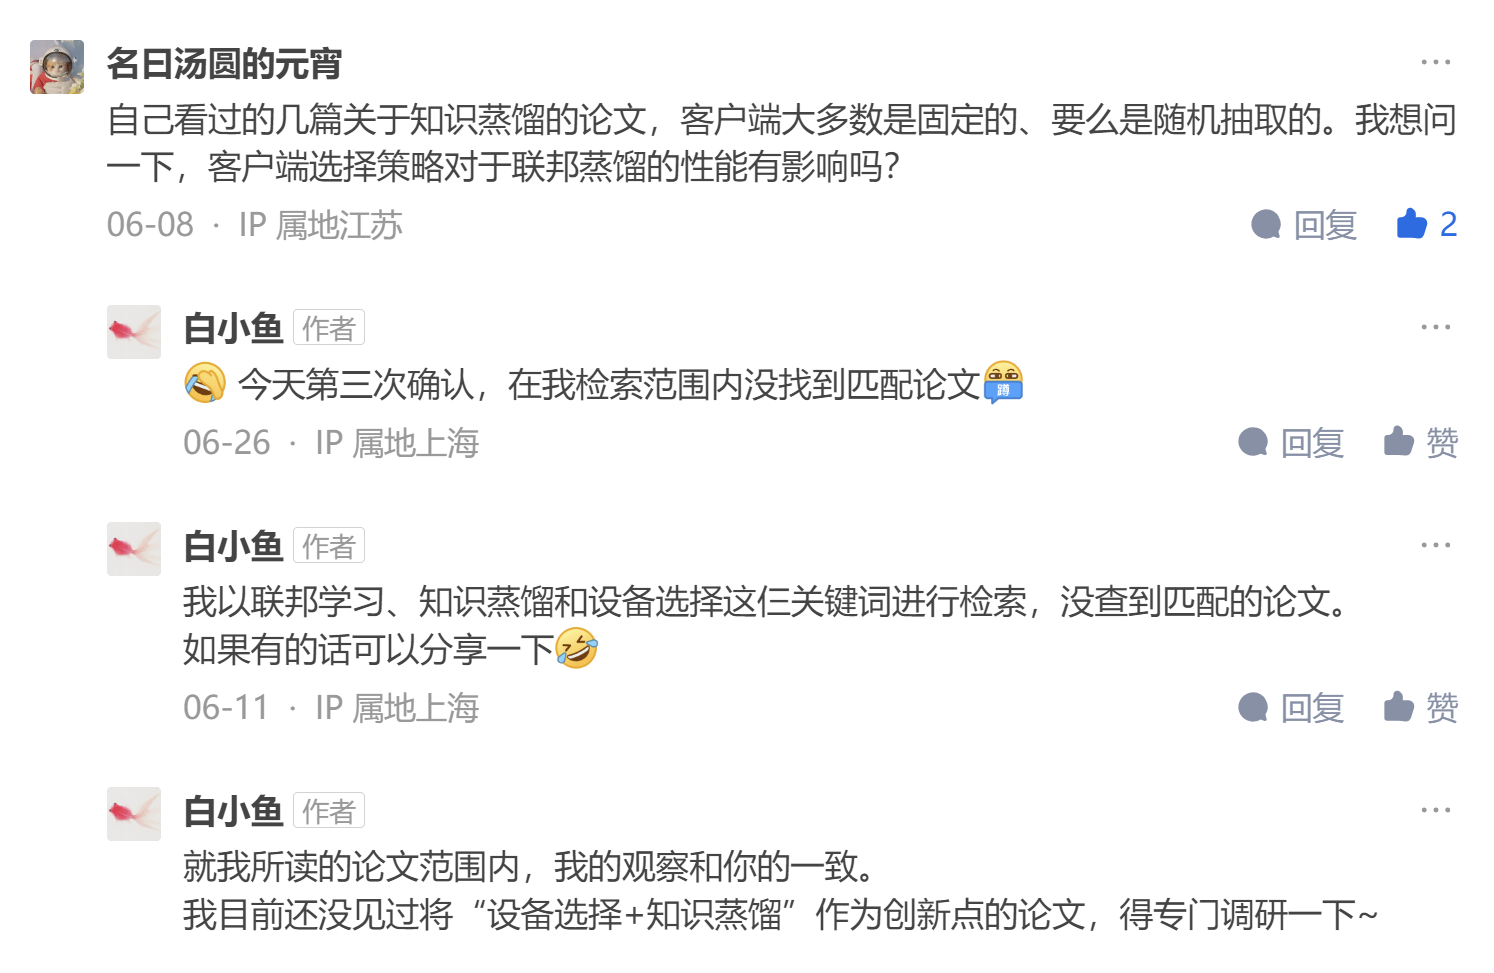 名曰汤圆的元宵
自己看过的几篇关于知识蒸馏的论文，客户端大多数是固定的、要么是随机抽取的。我想问
一下，客户端选择策略对于联邦蒸馏的性能有影响吗？
06-08 · IP 属地江苏 回复 2
白小鱼 作者
今天第三次确认，在我检索范围内没找到匹配论文 蹲
06-26 · IP 属地上海 回复 赞
白小鱼 作者
我以联邦学习、知识蒸馏和设备选择这仨关键词进行检索，没查到匹配的论文。
如果有的话可以分享一下
06-11 · IP 属地上海 回复 赞
白小鱼 作者
就我所读的论文范围内，我的观察和你的一致。
我目前还没见过将“设备选择+知识蒸馏”作为创新点的论文，得专门调研一下~